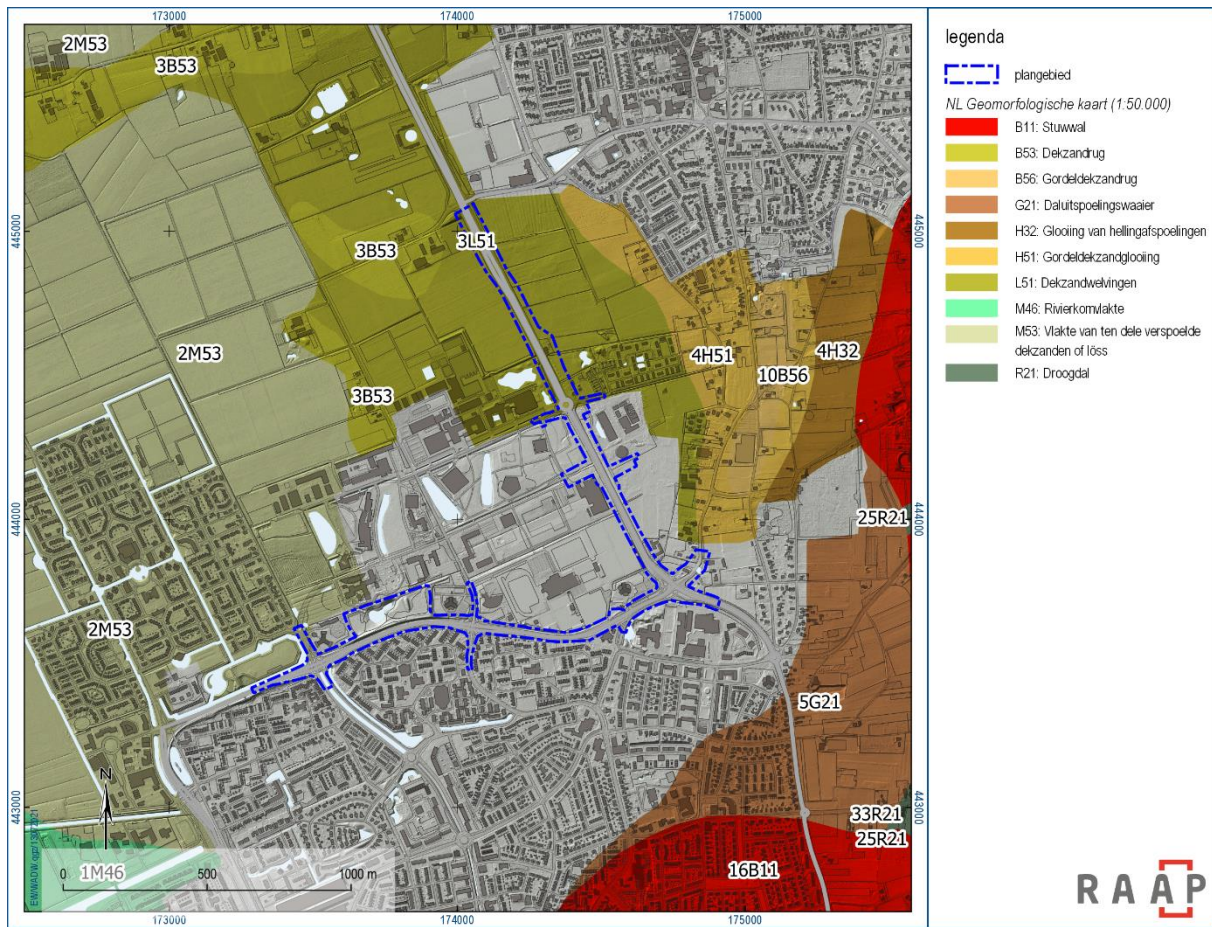 173000
174000
175000
2M53
3B53
445000
445000
3B53
3L51
2M53
4H51
4H32
10B56
3B53
444000
444000
25R21
2M53
5G21
N
443000
443000
33R21
25R21
1M46
16B11
0
500
1000 m
173000
174000
175000
legenda
plangebied
NL Geomorfologische kaart (1:50.000)
B11: Stuwwal
B53: Dekzandrug
B56: Gordeldekzandrug
G21: Daluitspoelingswaaier
H32: Glooiing van hellingafspoelingen
H51: Gordeldekzandglooiing
L51: Dekzandwelvingen
M46: Rivierkomvlakte
M53: Vlakte van ten dele verspoelde
dekzanden of löss
R21: Droogdal
RAAP